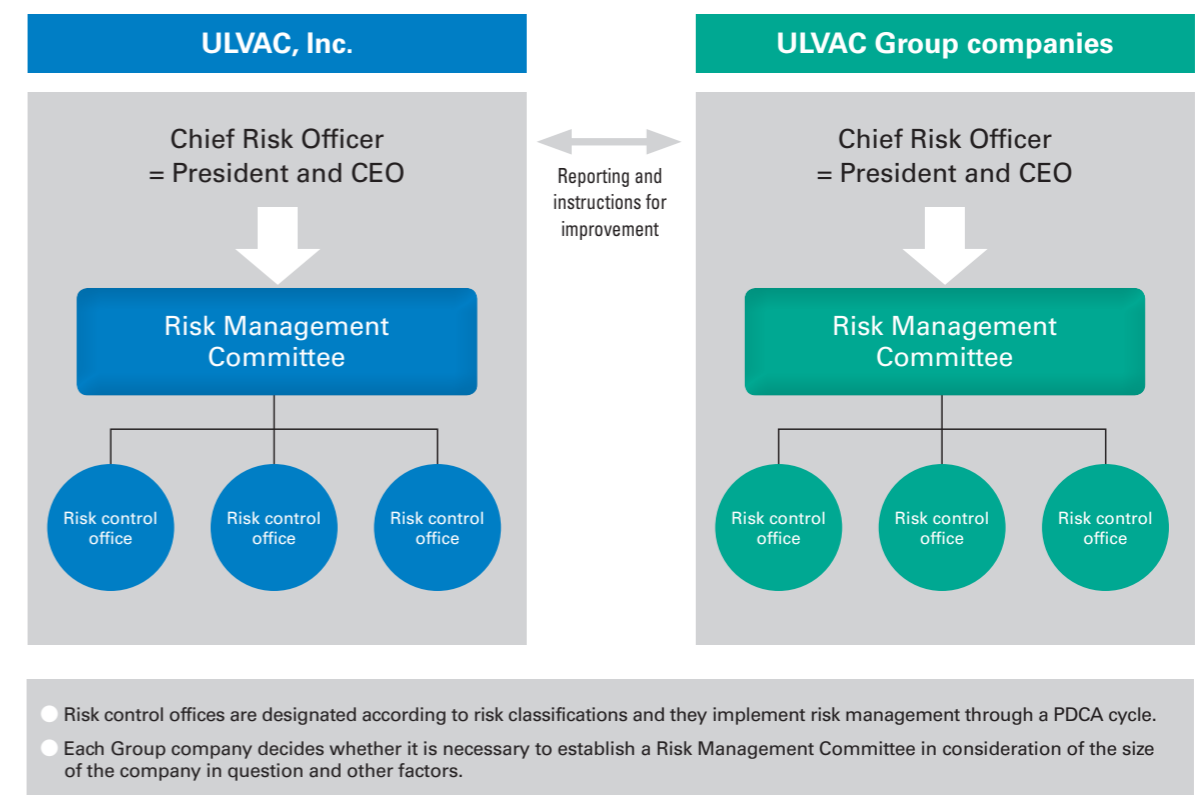 ULVAC, Inc.
Chief Risk Officer
= President and CEO
Risk Management
Committee
Risk control
office
Risk control
office
Risk control
office
Reporting and
instructions for
improvement
ULVAC Group companies
Chief Risk Officer
= President and CEO
Risk Management
Committee
Risk control
office
Risk control
office
Risk control
office
Risk control offices are designated according to risk classifications and they implement risk management through a PDCA cycle.
Each Group company decides whether it is necessary to establish a Risk Management Committee in consideration of the size
of the company in question and other factors.